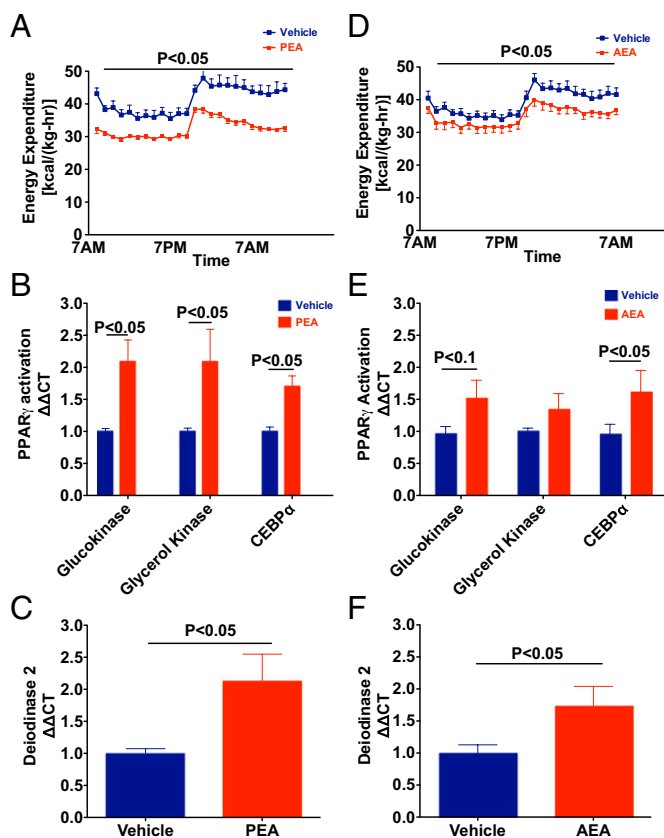 A
Vehicle
PEA
P<0.05
Energy Expenditure
[kcal/(kg-hr)]
50
40
30
20
10
0
7AM
7PM
7AM
Time
D
Vehicle
AEA
P<0.05
Energy Expenditure
[kcal/(kg-hr)]
50
40
30
20
10
0
7AM
7PM
7AM
Time
B
Vehicle
PEA
PPARγ activation
ΔΔCT
3.0
2.5
2.0
1.5
1.0
0.5
0.0
P<0.05
P<0.05
P<0.05
Glucokinase
Glycerol Kinase
CEBPα
E
Vehicle
AEA
PPARγ Activation
ΔΔCT
3.0
2.5
2.0
1.5
1.0
0.5
0.0
P<0.1
P<0.05
Glucokinase
Glycerol Kinase
CEBPα
C
Deiodinase 2
ΔΔCT
3.0
2.5
2.0
1.5
1.0
0.5
0.0
P<0.05
Vehicle
PEA
F
Deiodinase 2
ΔΔCT
3.0
2.5
2.0
1.5
1.0
0.5
0.0
P<0.05
Vehicle
AEA